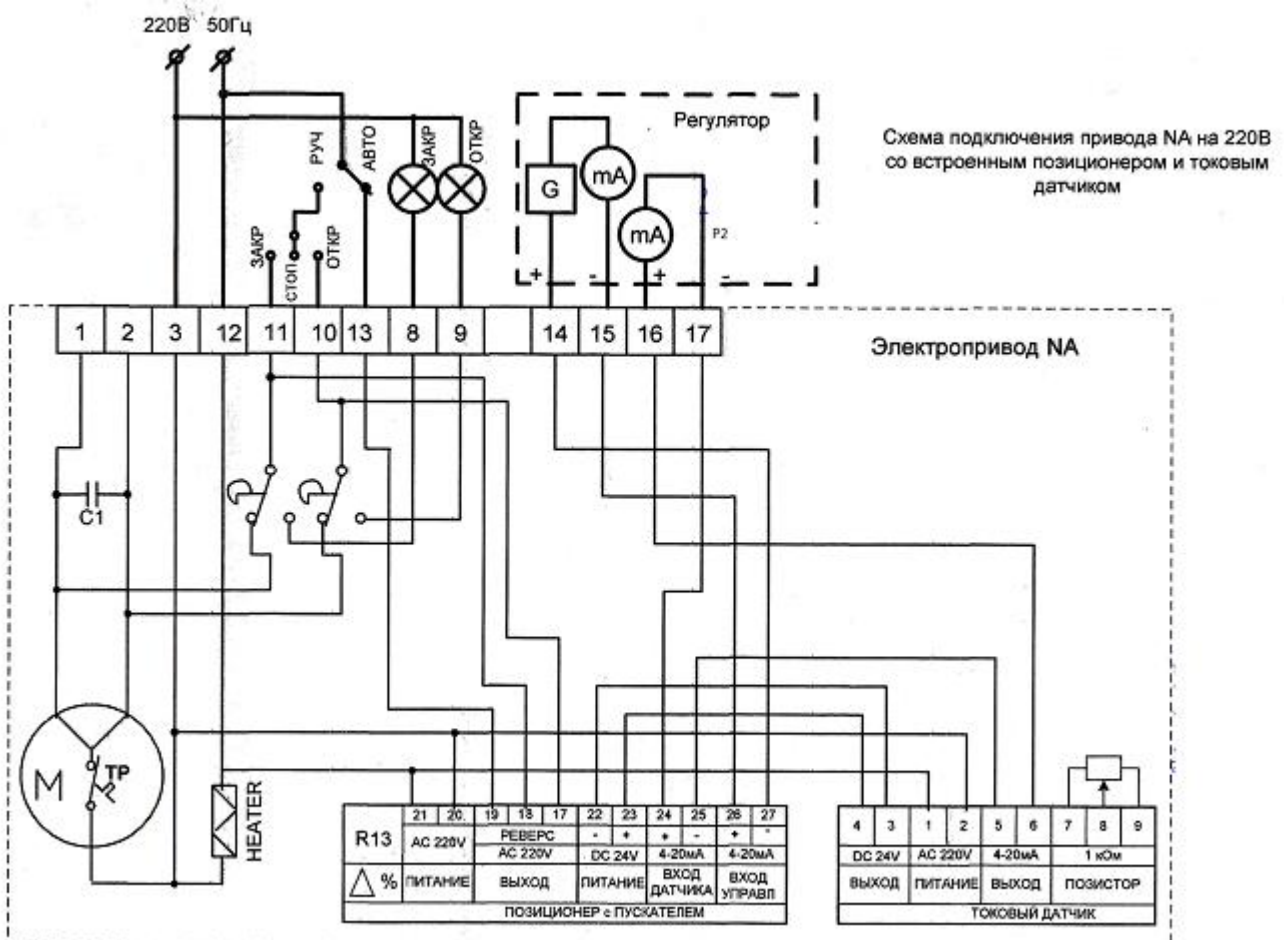 220В 50Гц
РУЧ
АВТО
ЗАКР
ОТКР
ЗАКР
СТОП
ОТКР
Регулятор
G
mA
mA
P2
+ - + -
Схема подключения привода NA на 220В
со встроенным позиционером и токовым
датчиком
1 2 3 12 11 10 13 8 9 14 15 16 17
Электропривод NA
C1
M
TP
HEATER
21 20. 19 18 17 22 23 24 25 26 27
R13
AC 220V
РЕВЕРС
- + + - + -
AC 220V
DC 24V
4-20мА
4-20мА
%
ПИТАНИЕ
ВЫХОД
ПИТАНИЕ
ВХОД
ДАТЧИКА
ВХОД
УПРАВЛ
ПОЗИЦИОНЕР с ПУСКАТЕЛЕМ
4 3 1 2 5 6 7 8 9
DC 24V AC 220V 4-20мА 1 кОм
ВЫХОД ПИТАНИЕ ВЫХОД ПОЗИСТОР
ТОКОВЫЙ ДАТЧИК